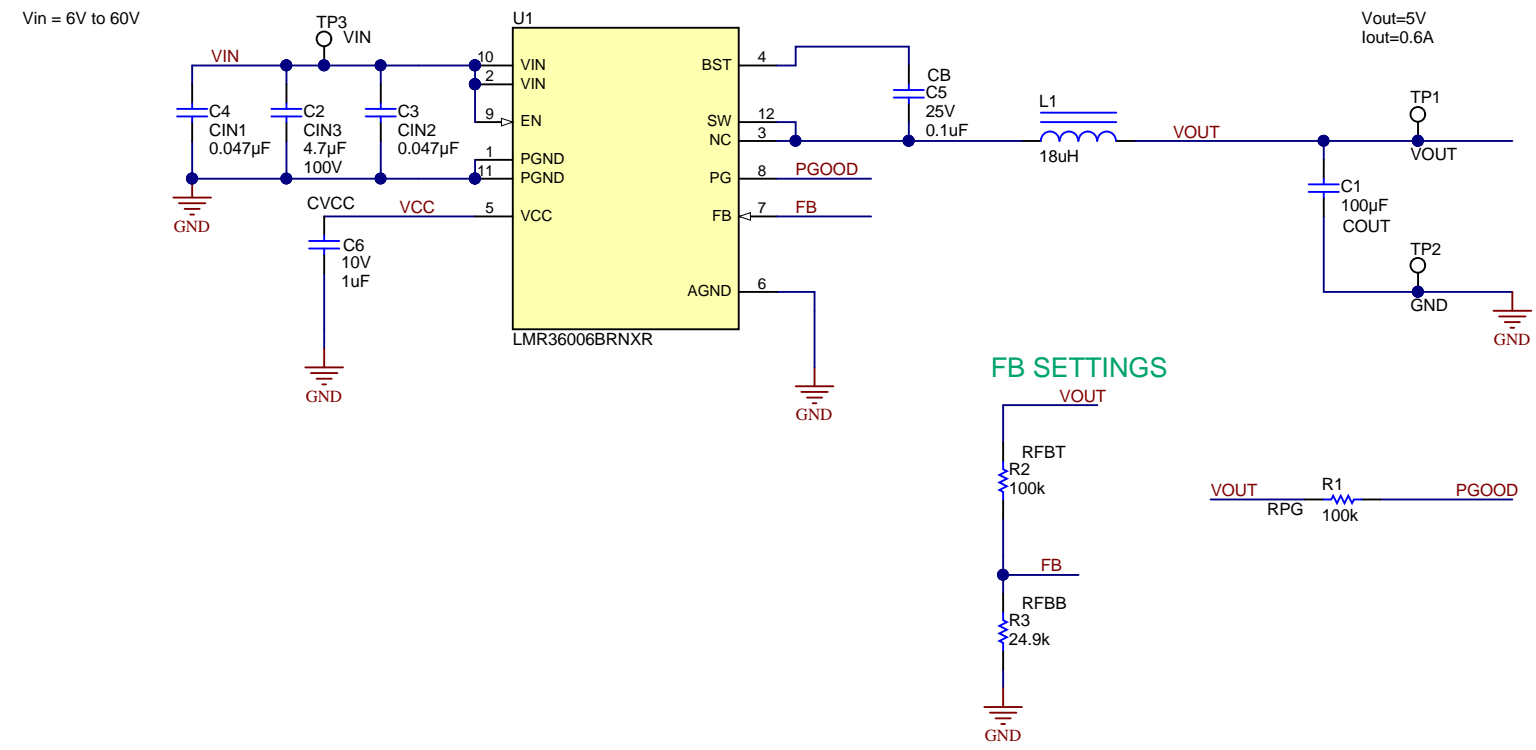 Vin = 6V to 60V
Vout=5V
Iout=0.6A
TP3
VIN
VIN
C4
CIN1
0.047µF
C2
CIN3
4.7µF
100V
C3
CIN2
0.047µF
GND
CVCC
VCC
C6
10V
1uF
GND
U1
10
2
9
1
11
5
VIN
VIN
EN
PGND
PGND
VCC
BST
SW
NC
PG
FB
AGND
4
12
3
8
7
6
LMR36006BRNXR
PGOOD
FB
GND
CB
C5
25V
0.1uF
L1
18uH
VOUT
TP1
VOUT
C1
100µF
COUT
TP2
GND
GND
FB SETTINGS
VOUT
RFBT
R2
100k
FB
RFBB
R3
24.9k
GND
VOUT
RPG
R1
100k
PGOOD